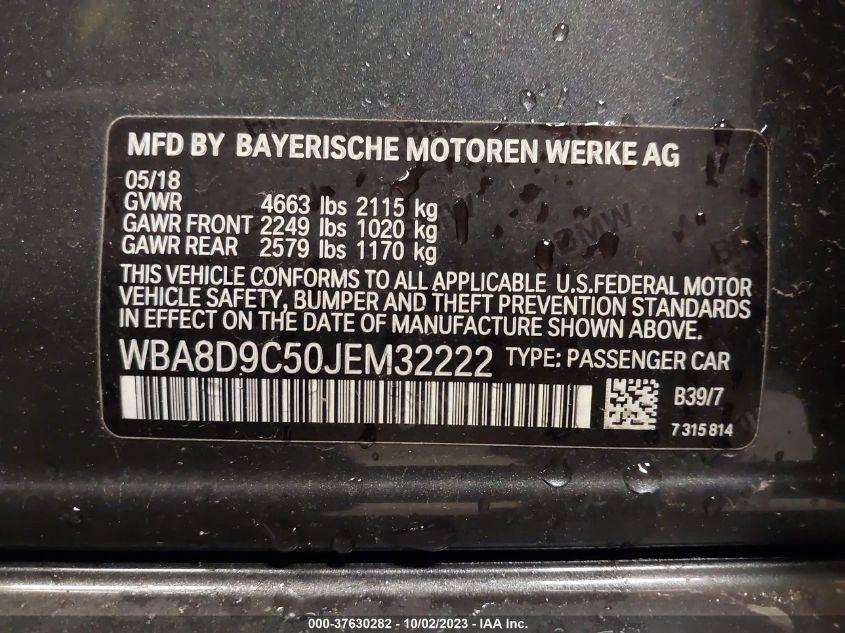 MFD BY BAYERISCHE MOTOREN WERKE AG
05/18
GVWR 4663 lbs 2115 kg
GAWR FRONT 2249 lbs 1020 kg
GAWR REAR 2579 lbs 1170 kg
THIS VEHICLE CONFORMS TO ALL APPLICABLE U.S.FEDERAL MOTOR
VEHICLE SAFETY, BUMPER AND THEFT PREVENTION STANDARDS
IN EFFECT ON THE DATE OF MANUFACTURE SHOWN ABOVE.
WBA8D9C50JEM32222 TYPE: PASSENGER CAR
B39/7
7 315 814
000-37630282 - 10/02/2023 - IAA Inc.